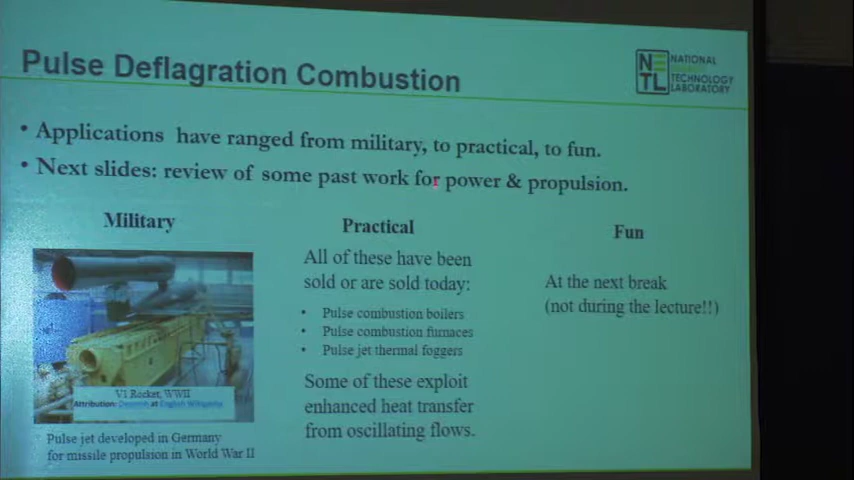 Pulse Deflagration Combustion
NETL
NATIONAL
TECHNOLOGY
LABORATORY
• Applications have ranged from military, to practical, to fun.
• Next slides: review of some past work for power & propulsion.
Military
V1 Rocket, WWII
Attribution: at English Wikipedia
Pulse jet developed in Germany
for missile propulsion in World War II
Practical
All of these have been
sold or are sold today:
• Pulse combustion boilers
• Pulse combustion furnaces
• Pulse jet thermal foggers
Some of these exploit
enhanced heat transfer
from oscillating flows.
Fun
At the next break
(not during the lecture!!)